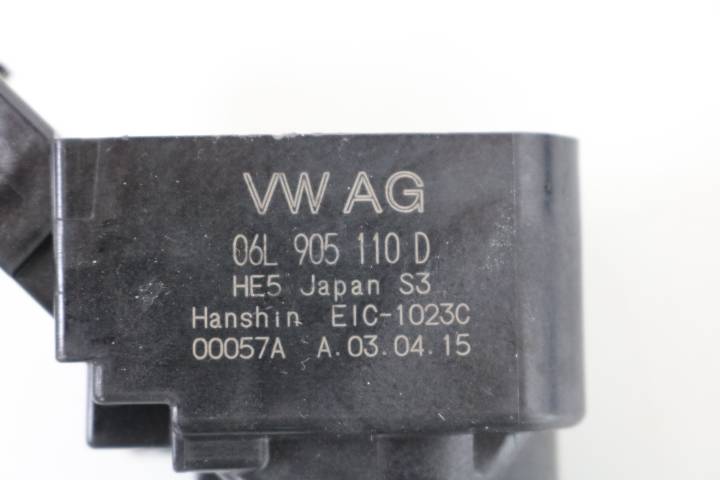 VW AG
06L 905 110 D
HE5 Japan S3
Hanshin EIC-1023C
00057A A.03.04.15